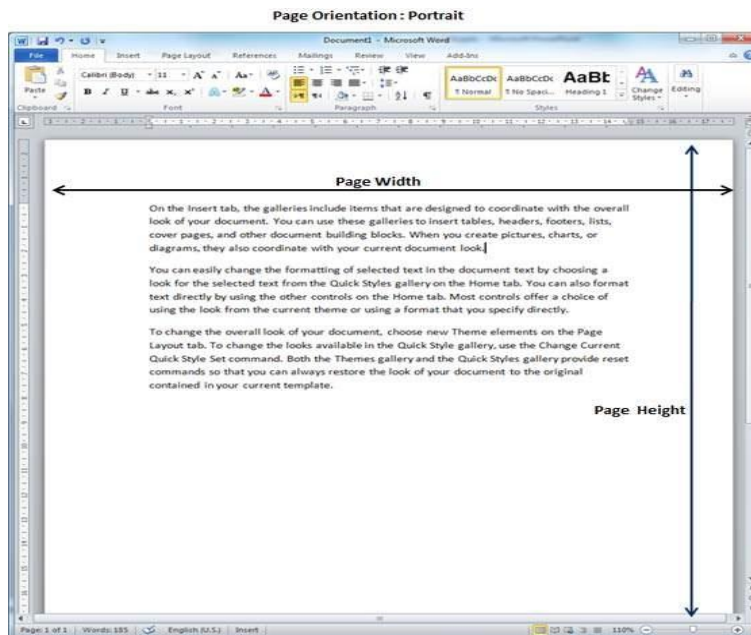 Page Orientation : Portrait
Document1 - Microsoft Word
File Home Insert Page Layout References Mailings Review View Add-Ins
Calibri (Body) 11
Paste
B I U abc
AaBbCcDc AaBbCcDc AaBb
¶ Normal ¶ No Spaci... Heading 1
Change Styles
Editing
Clipboard Font Paragraph Styles
Page Width
On the Insert tab, the galleries include items that are designed to coordinate with the overall
look of your document. You can use these galleries to insert tables, headers, footers, lists,
cover pages, and other document building blocks. When you create pictures, charts, or
diagrams, they also coordinate with your current document look.
You can easily change the formatting of selected text in the document text by choosing a
look for the selected text from the Quick Styles gallery on the Home tab. You can also format
text directly by using the other controls on the Home tab. Most controls offer a choice of
using the look from the current theme or using a format that you specify directly.
To change the overall look of your document, choose new Theme elements on the Page
Layout tab. To change the looks available in the Quick Style gallery, use the Change Current
Quick Style Set command. Both the Themes gallery and the Quick Styles gallery provide reset
commands so that you can always restore the look of your document to the original
contained in your current template.
Page Height
Page: 1 of 1 Words: 185 English (U.S.) Insert 110%